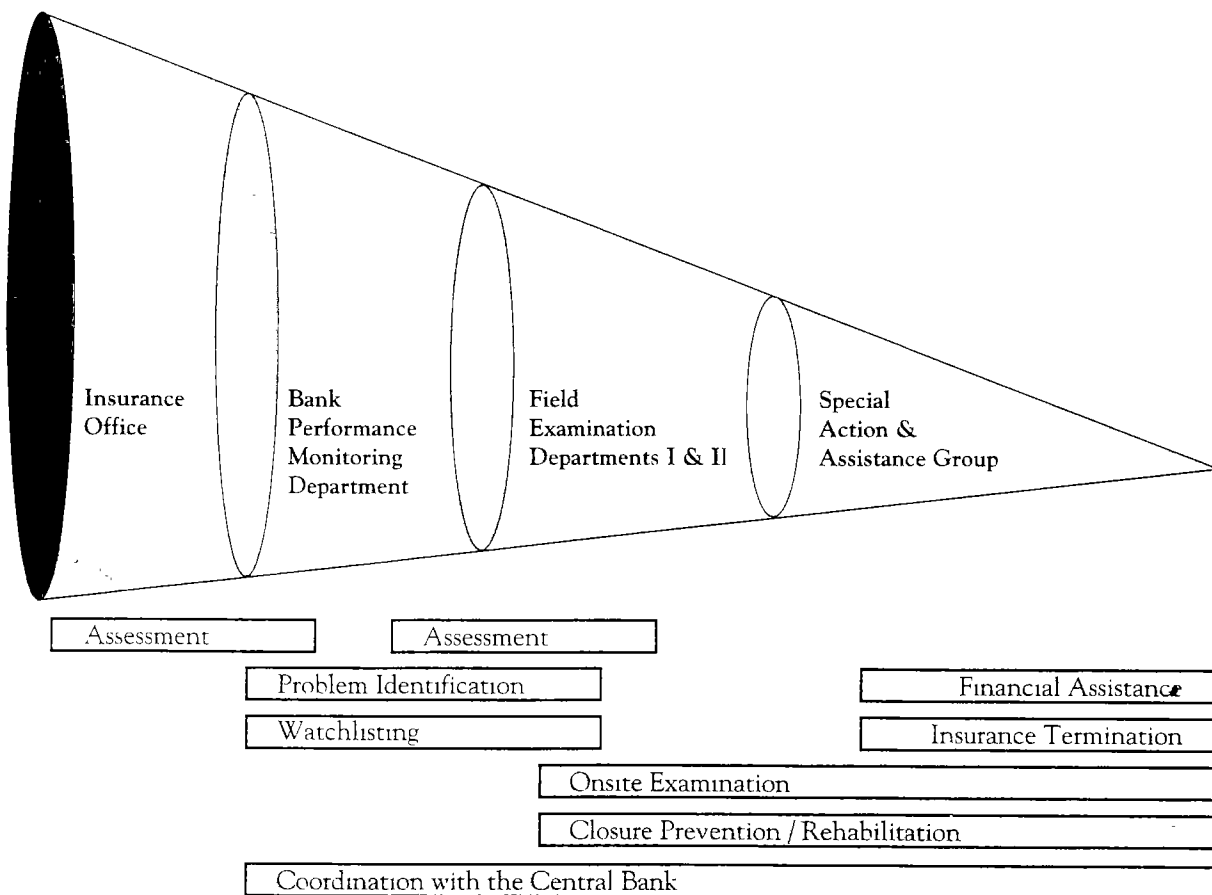 Insurance
Office
Bank
Performance
Monitoring
Department
Field
Examination
Departments I & II
Special
Action &
Assistance Group
Assessment
Assessment
Problem Identification
Financial Assistance
Watchlisting
Insurance Termination
Onsite Examination
Closure Prevention / Rehabilitation
Coordination with the Central Bank